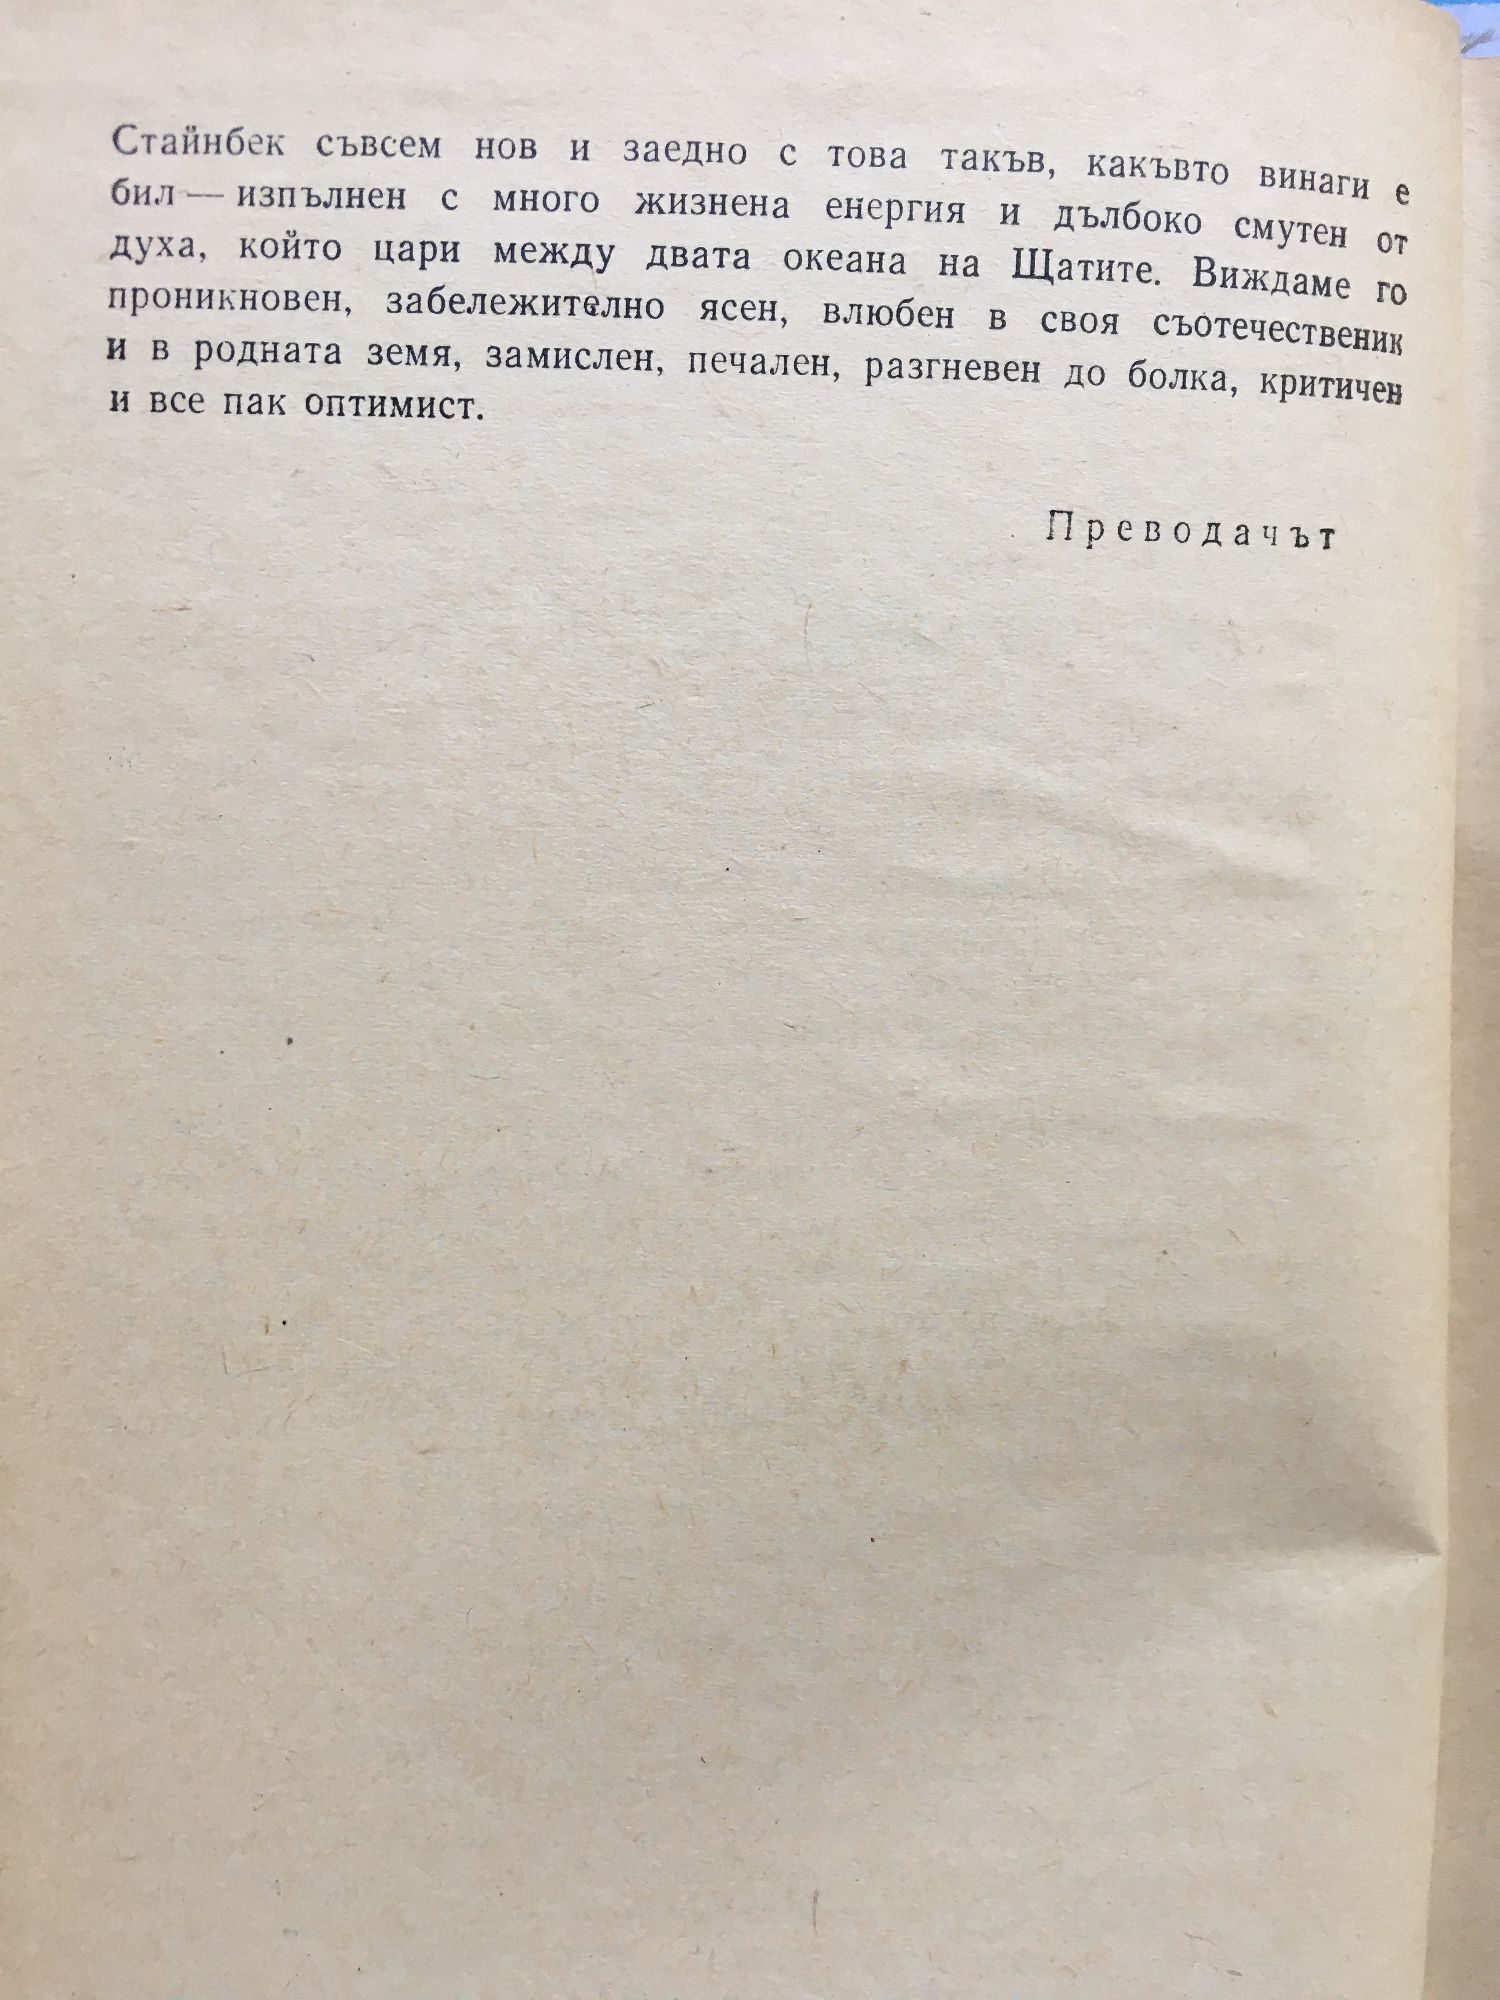 Стайнбек съвсем нов и заедно с това такъв, какъвто винаги е
бил — изпълнен с много жизнена енергия и дълбоко смутен от
духа, който цари между двата океана на Щатите. Виждаме го
проникновен, забележително ясен, влюбен в своя съотечественик
и в родната земя, замислен, печален, разгневен до болка, критичен
и все пак оптимист.
Преводачът